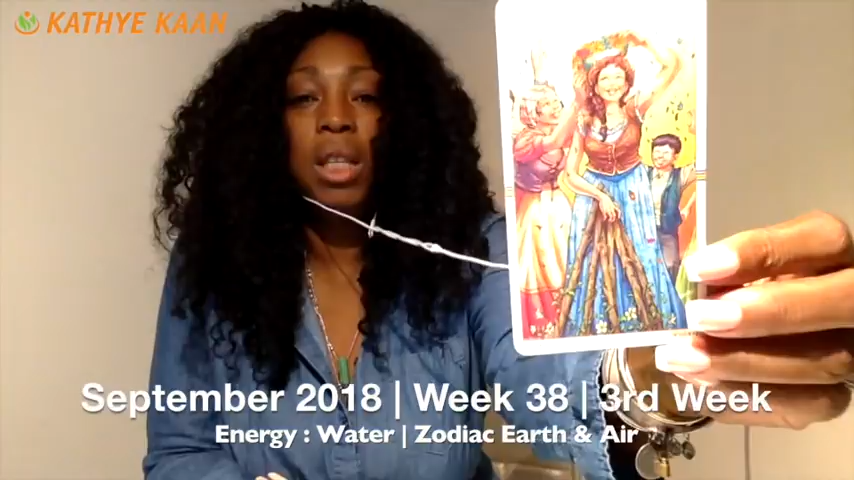 KATHYE KAAN
September 2018 | Week 38 | 3rd Week
Energy : Water | Zodiac Earth & Air